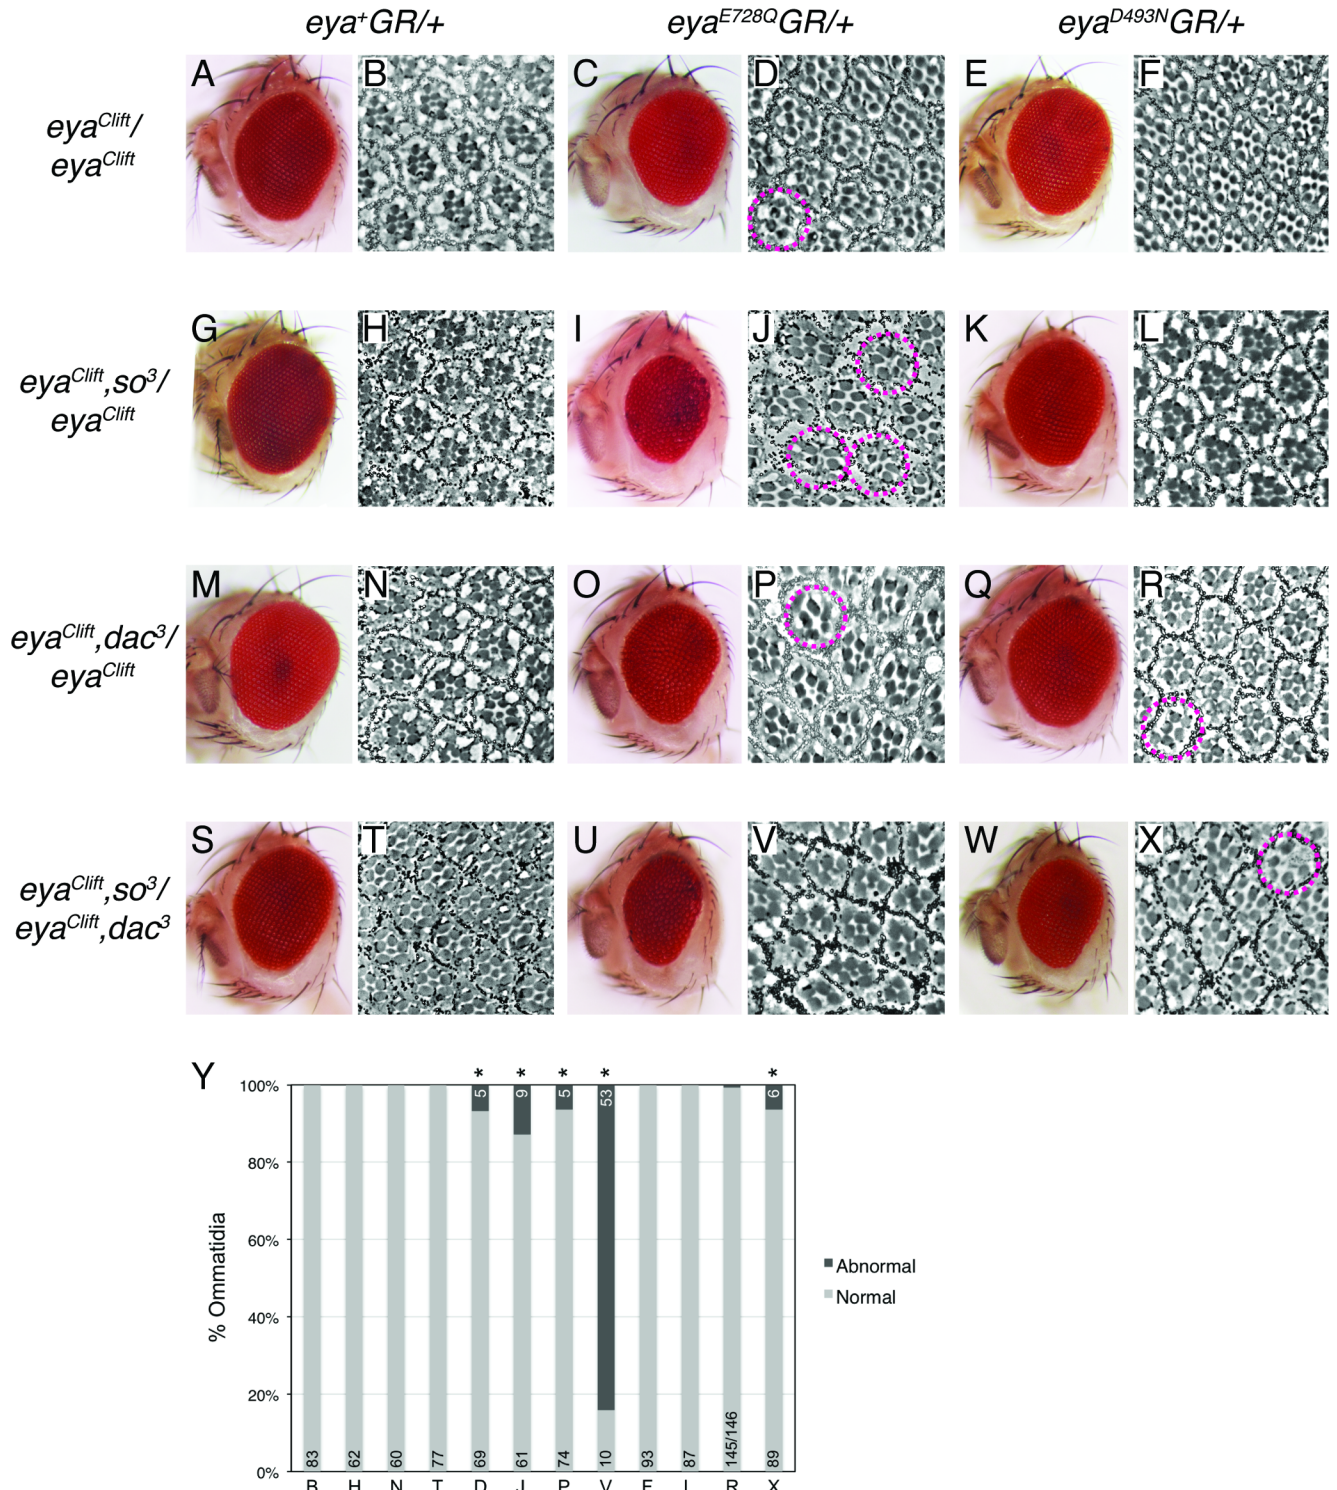 eya⁺GR/+ eyaᴱ⁷²⁸QGR/+ eyaᴰ⁴⁹³ᴺGR/+
A B C D E F
eyaClift/
eyaClift
G H I J K L
eyaClift,so³/
eyaClift
M N O P Q R
eyaClift,dac³/
eyaClift
S T U V W X
eyaClift,so³/
eyaClift,dac³
Y
* * * * *
100%
80%
60%
40%
20%
0%
% Ommatidia
5 9 5 53 6
83 62 60 77 69 61 74 10 93 87 145/146 89
B H N T D J P V F L R X
Abnormal
Normal